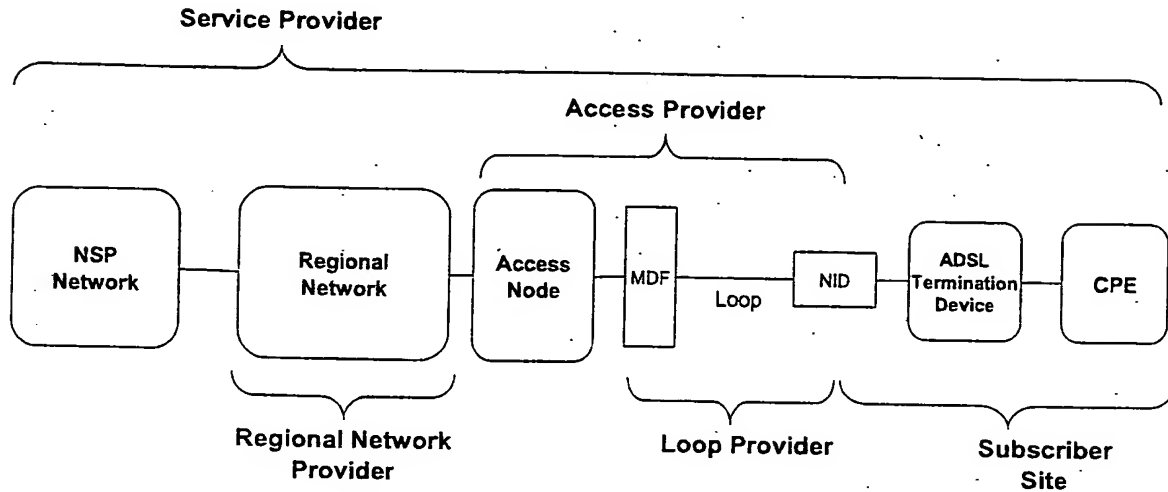 Service Provider
Access Provider
NSP
Network
Regional
Network
Access
Node
MDF
Loop
NID
ADSL
Termination
Device
CPE
Regional Network
Provider
Loop Provider
Subscriber
Site